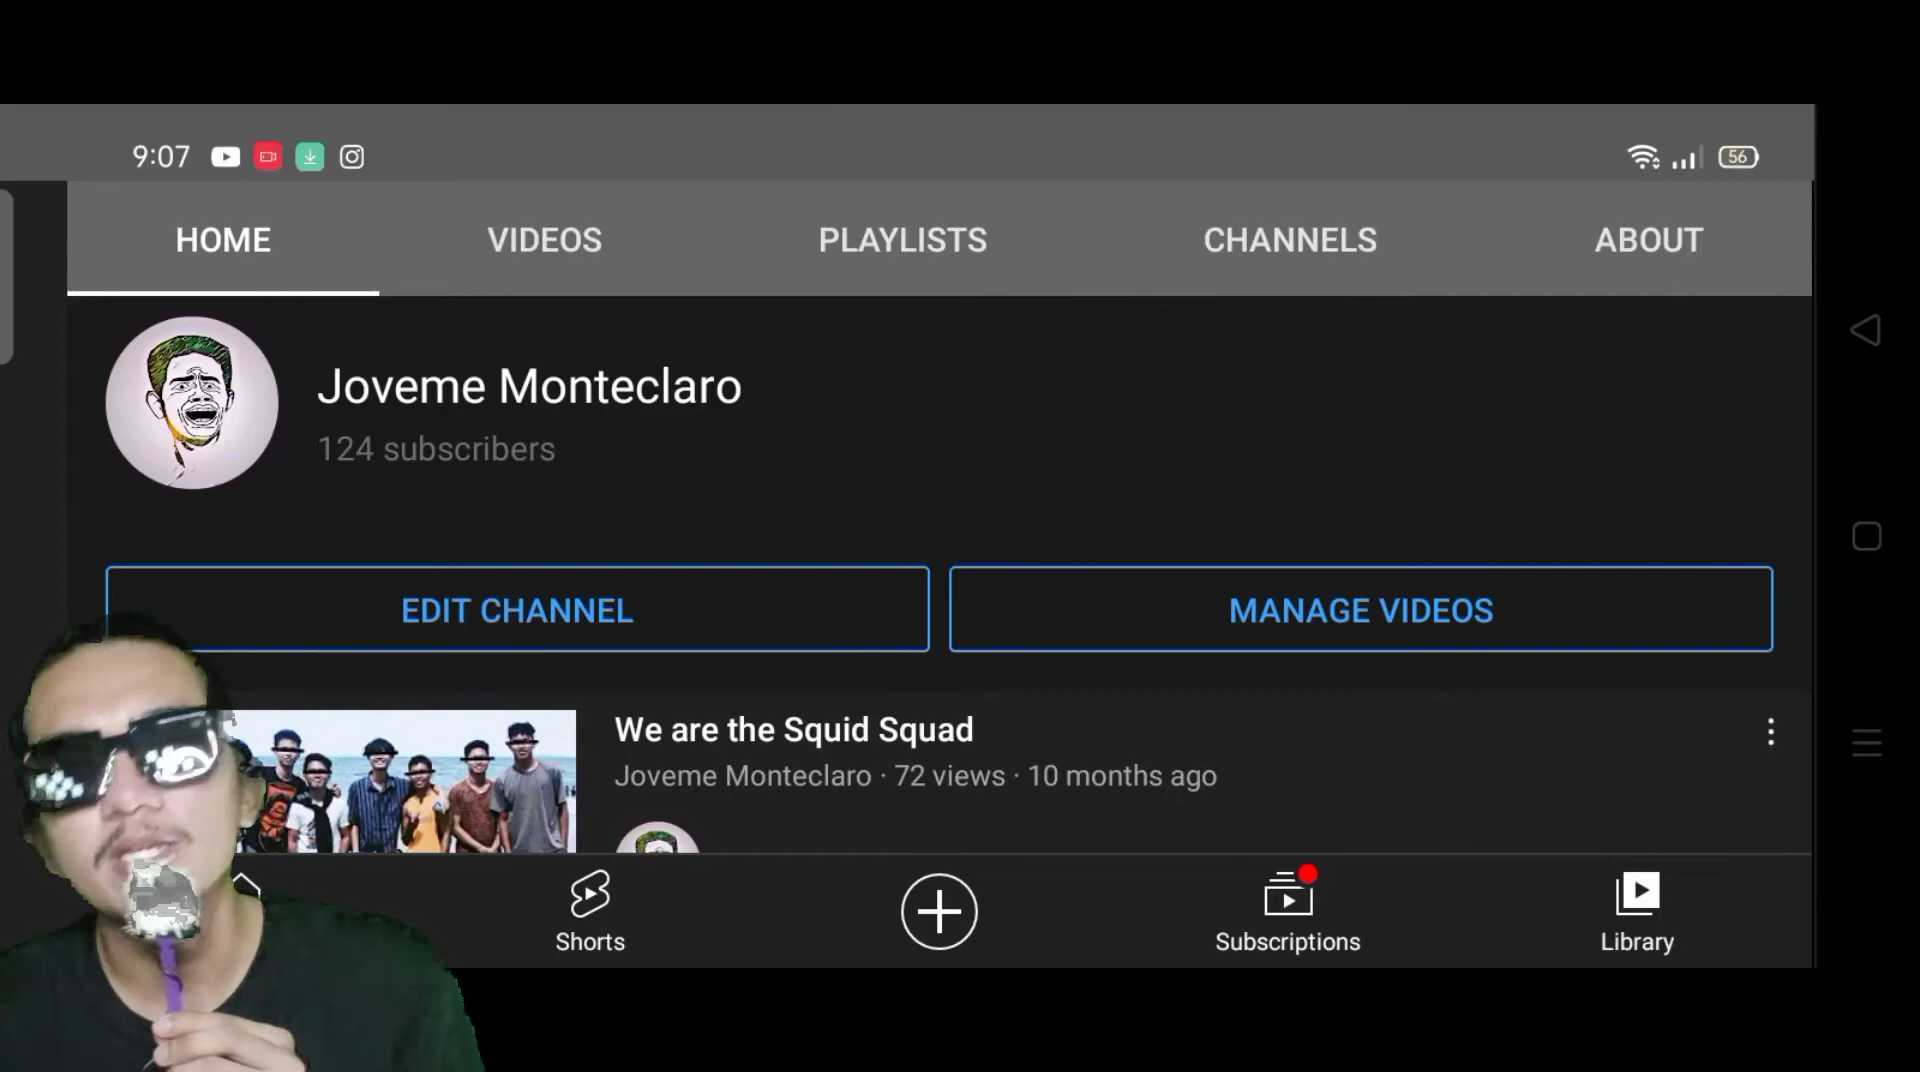 9:07
56
HOME VIDEOS PLAYLISTS CHANNELS ABOUT
Joveme Monteclaro
124 subscribers
EDIT CHANNEL MANAGE VIDEOS
We are the Squid Squad
Joveme Monteclaro · 72 views · 10 months ago
Shorts Subscriptions Library